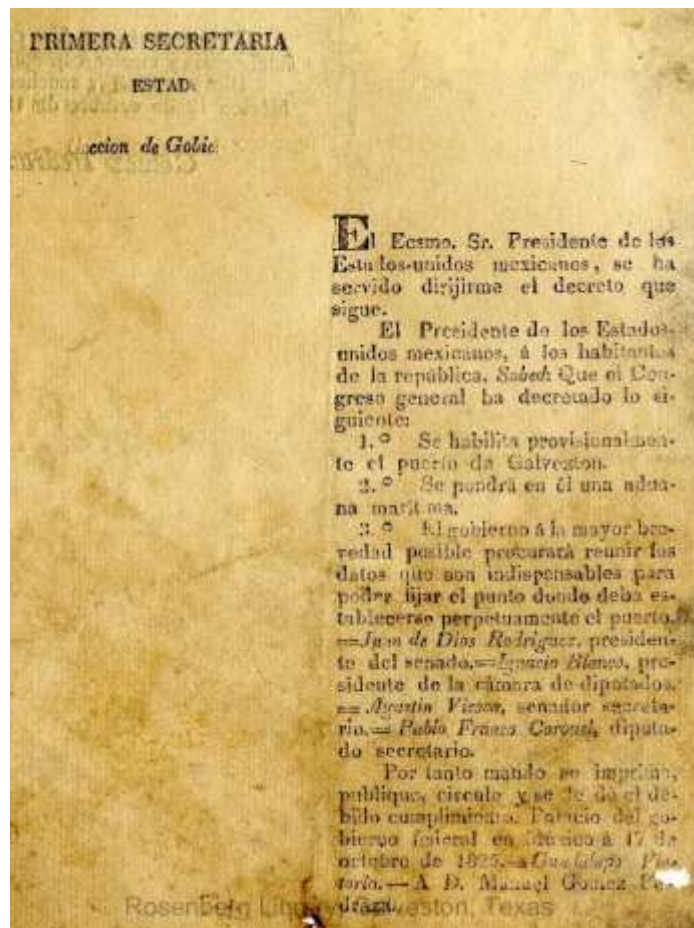 PRIMERA SECRETARIA
ESTAD
ccion de Gobie
El Ecsmo. Sr. Presidente de los
Estados-unidos mexicanos, se ha
servido dirijirme el decreto que
sigue.
El Presidente de los Estados-
unidos mexicanos, á los habitantes
de la república, Sabed: Que el Con-
greso general ha decretado lo si-
guiente:
1.º Se habilita provisionalmen-
te el puerto de Galveston.
2.º Se pondrá en él una adua-
na marit ma.
3.º El gobierno á la mayor bre-
vedad posible procurará reunir los
datos que son indispensables para
poder fijar el punto donde deba es-
tablecerse perpetuamente el puerto.
=Juan de Dios Rodriguez, presiden-
te del senado.=Ignacio Blanco, pre-
sidente de la cámara de diputados.
=Agustin Viesca, senador secreta-
rio.=Pablo Franco Coronel, diputa-
do secretario.
Por tanto mando se imprima,
publique, circule y se le dé el de-
bido cumplimiento. Palacio del go-
bierno federal en México á 17 de
octubre de 1825.=Guadalupe Vic-
toria.—A D. Manuel Gomez Pe-
draza.
Rosenberg Library, Galveston, Texas